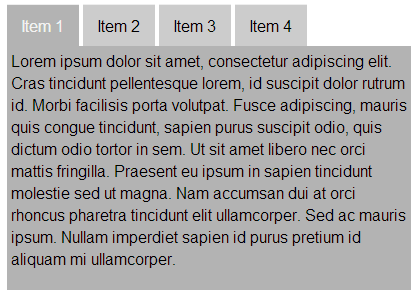 Item 1 Item 2 Item 3 Item 4
Lorem ipsum dolor sit amet, consectetur adipiscing elit.
Cras tincidunt pellentesque lorem, id suscipit dolor rutrum
id. Morbi facilisis porta volutpat. Fusce adipiscing, mauris
quis congue tincidunt, sapien purus suscipit odio, quis
dictum odio tortor in sem. Ut sit amet libero nec orci
mattis fringilla. Praesent eu ipsum in sapien tincidunt
molestie sed ut magna. Nam accumsan dui at orci
rhoncus pharetra tincidunt elit ullamcorper. Sed ac mauris
ipsum. Nullam imperdiet sapien id purus pretium id
aliquam mi ullamcorper.